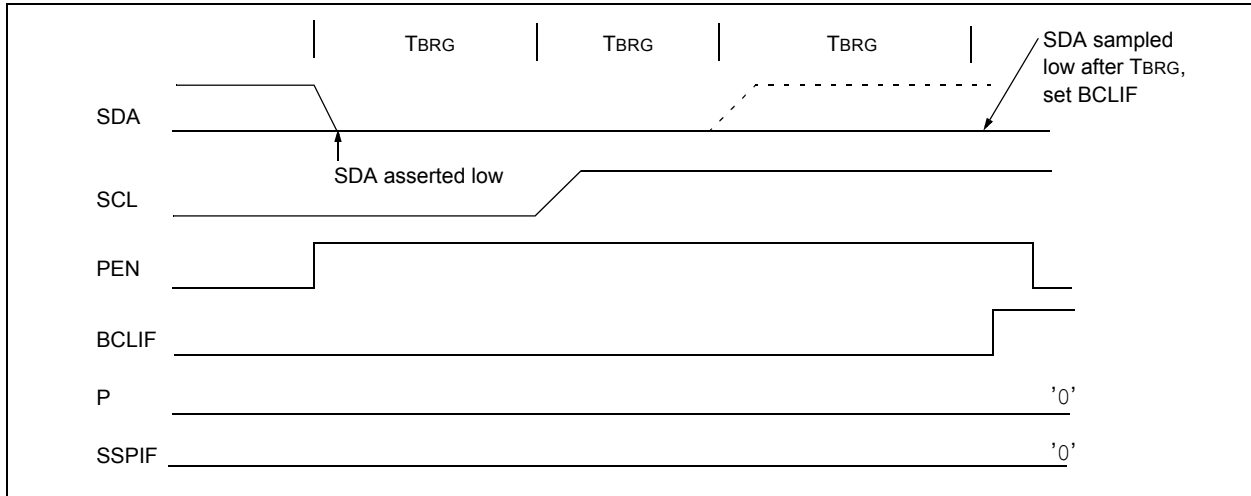 TBRG TBRG TBRG
SDA sampled
low after TBRG,
set BCLIF
SDA
SDA asserted low
SCL
PEN
BCLIF
P
'0'
SSPIF
'0'